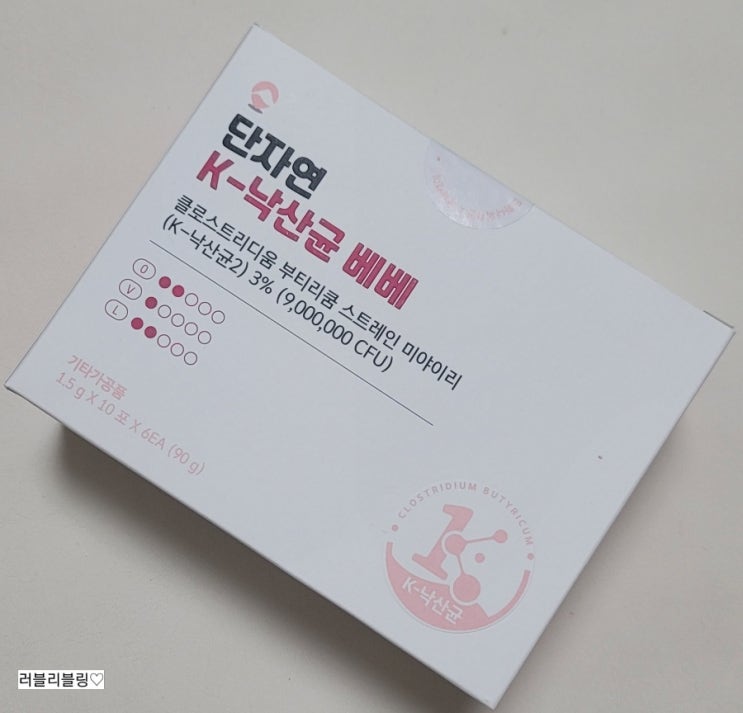 단자연
K-낙산균 베베
클로스트리디움 부티리쿰 스트레인 미야이리
(K-낙산균2) 3% (9,000,000 CFU)
O
V
L
기타가공품
1.5 g X 10 포 X 6EA (90 g)
CLOSTRIDIUM BUTYRICUM
1K
K-낙산균
러블리블링♡